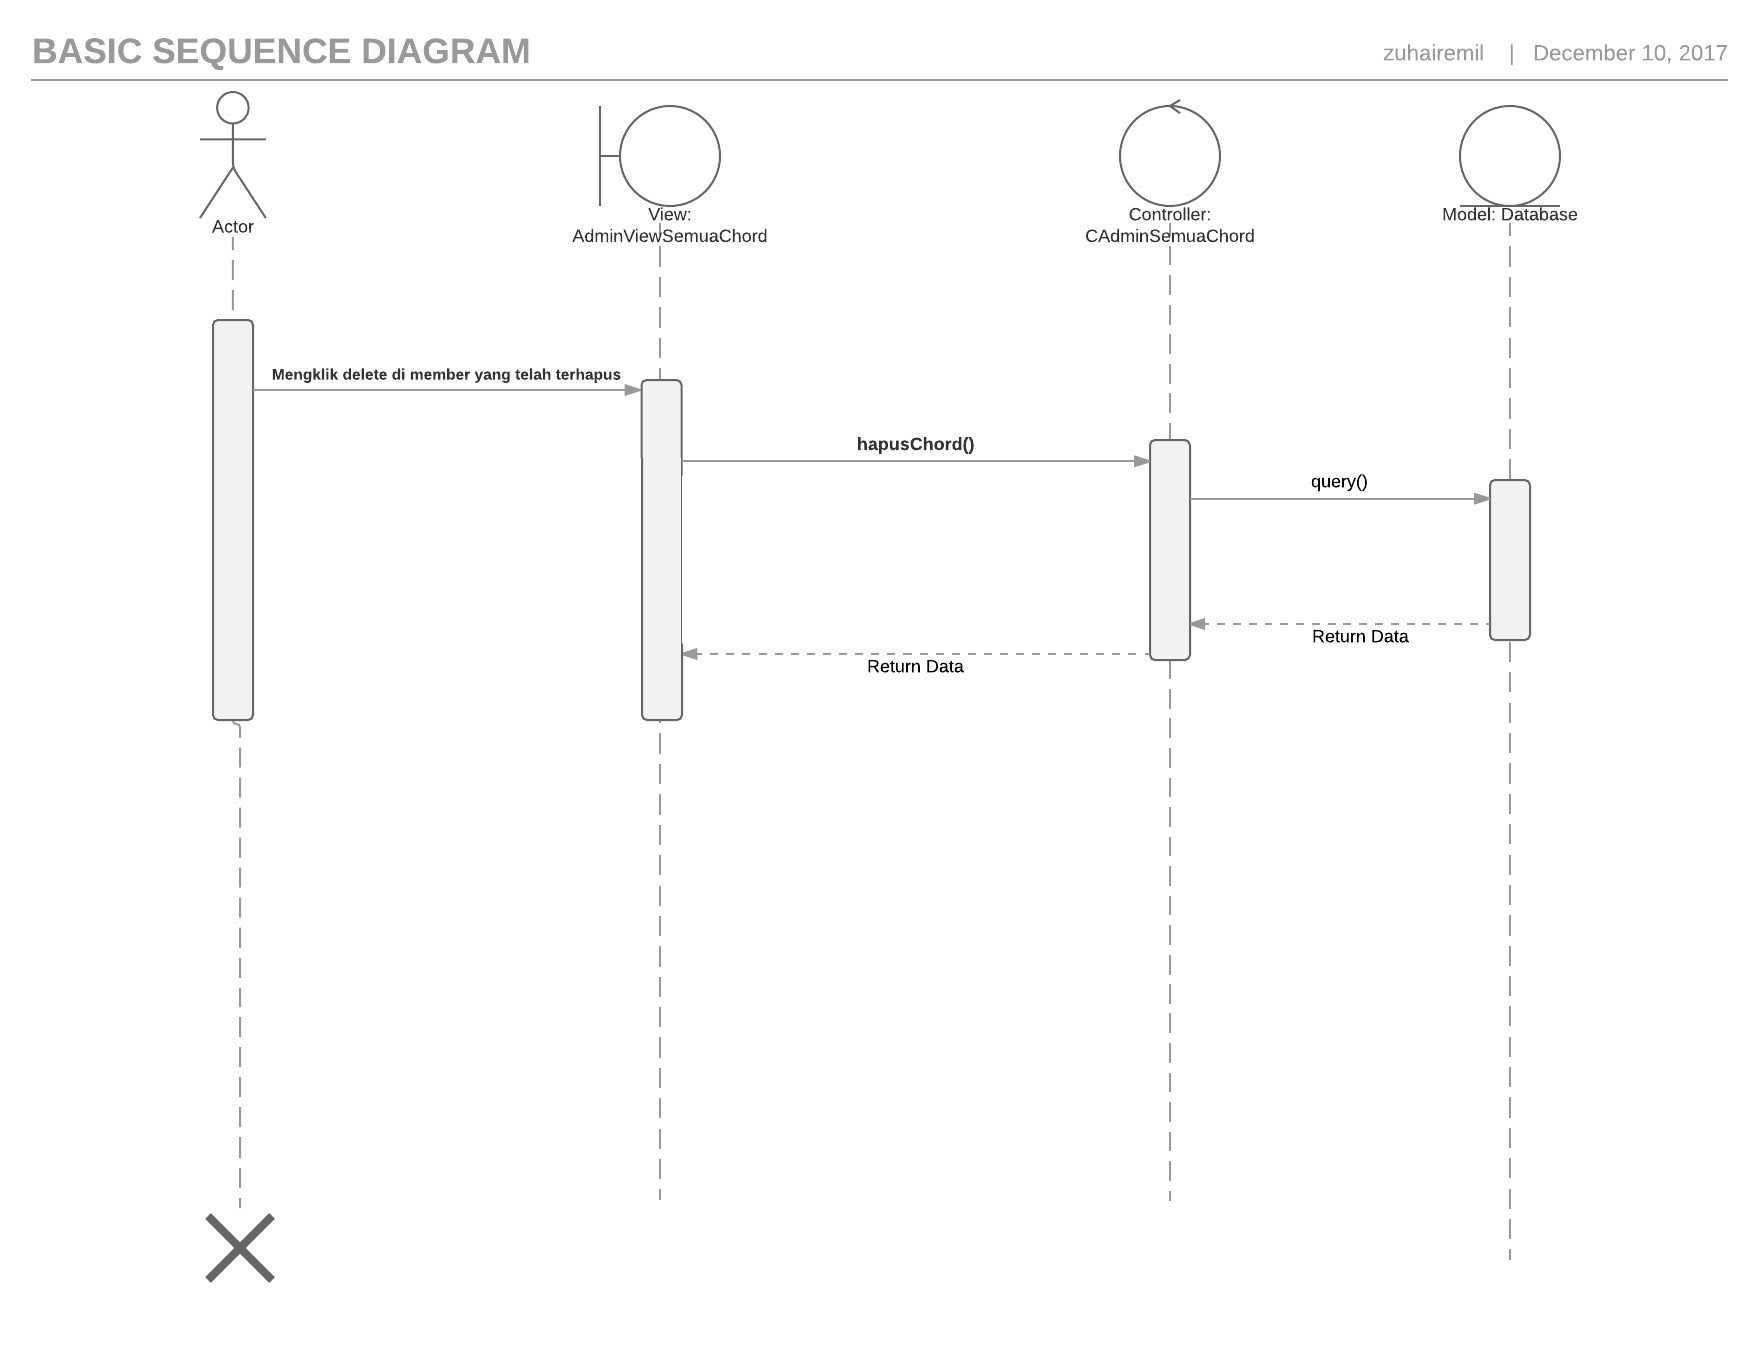 BASIC SEQUENCE DIAGRAM
zuhairemil | December 10, 2017
Actor
View:
AdminViewSemuaChord
Controller:
CAdminSemuaChord
Model: Database
Mengklik delete di member yang telah terhapus
hapusChord()
query()
Return Data
Return Data